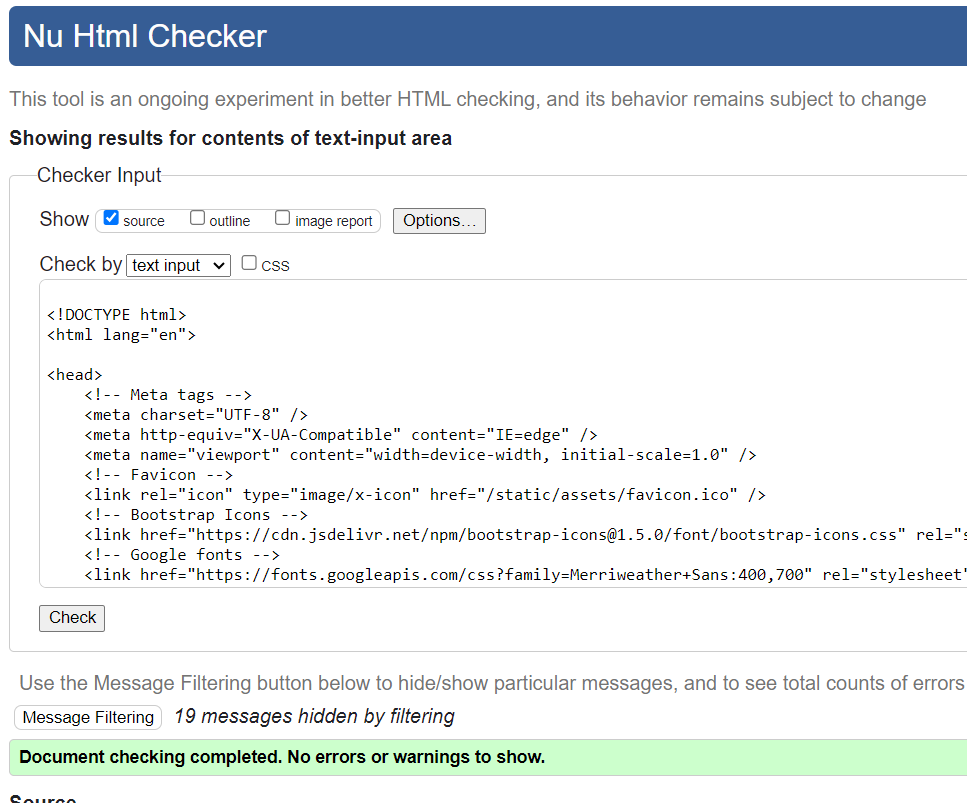 Nu Html Checker
This tool is an ongoing experiment in better HTML checking, and its behavior remains subject to change
Showing results for contents of text-input area
Checker Input
Show source outline image report Options...
Check by text input CSS
<!DOCTYPE html>
<html lang="en">
<head>
<!-- Meta tags -->
<meta charset="UTF-8" />
<meta http-equiv="X-UA-Compatible" content="IE=edge" />
<meta name="viewport" content="width=device-width, initial-scale=1.0" />
<!-- Favicon -->
<link rel="icon" type="image/x-icon" href="/static/assets/favicon.ico" />
<!-- Bootstrap Icons -->
<link href="https://cdn.jsdelivr.net/npm/bootstrap-icons@1.5.0/font/bootstrap-icons.css" rel="s
<!-- Google fonts -->
<link href="https://fonts.googleapis.com/css?family=Merriweather+Sans:400,700" rel="stylesheet"
Check
Use the Message Filtering button below to hide/show particular messages, and to see total counts of errors
Message Filtering 19 messages hidden by filtering
Document checking completed. No errors or warnings to show.
Source